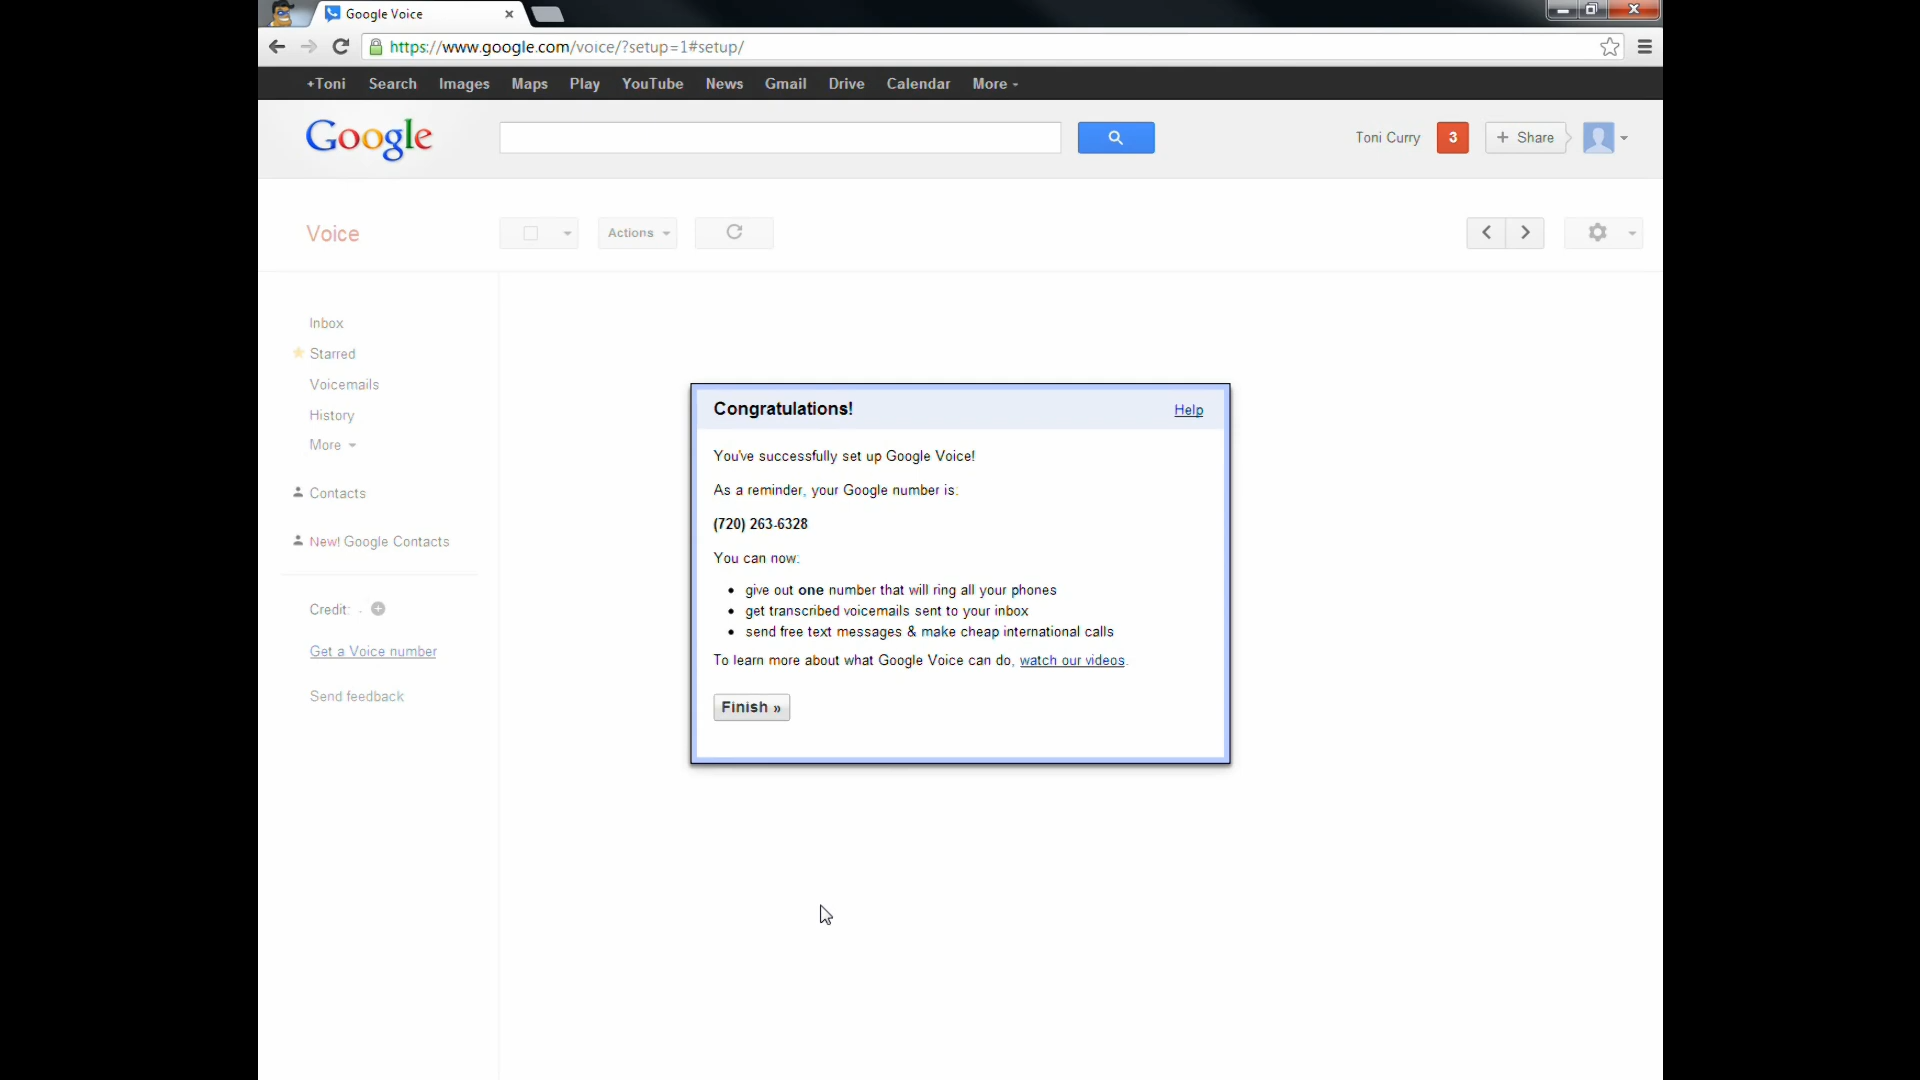 Google Voice
https://www.google.com/voice/?setup=1#setup/
+Toni Search Images Maps Play YouTube News Gmail Drive Calendar More
Google
Toni Curry 3 + Share
Voice
Actions
Inbox
Starred
Voicemails
History
More
Contacts
New! Google Contacts
Credit: -
Get a Voice number
Send feedback
Congratulations! Help
You've successfully set up Google Voice!
As a reminder, your Google number is:
(720) 263-6328
You can now:
• give out one number that will ring all your phones
• get transcribed voicemails sent to your inbox
• send free text messages & make cheap international calls
To learn more about what Google Voice can do, watch our videos.
Finish »